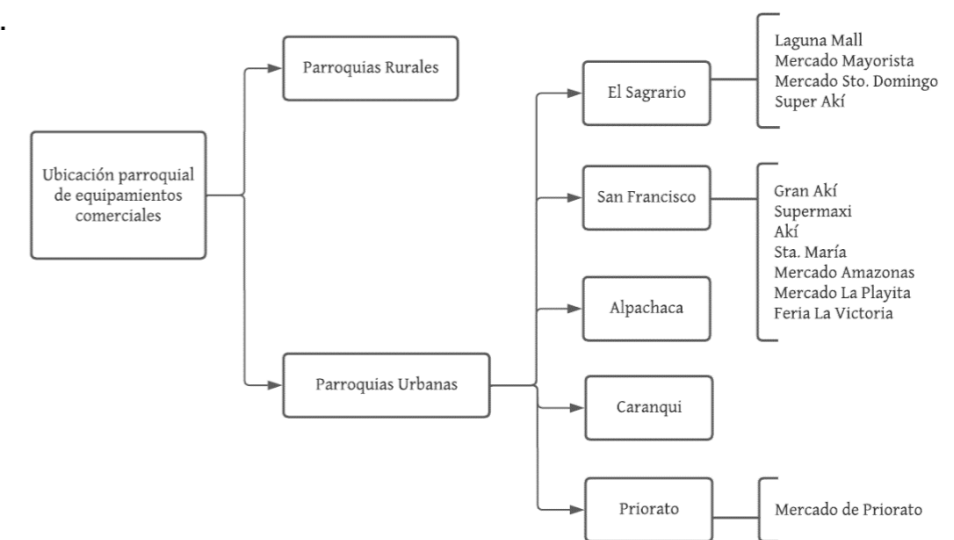 .
Ubicación parroquial
de equipamientos
comerciales
Parroquias Rurales
Parroquias Urbanas
El Sagrario
Laguna Mall
Mercado Mayorista
Mercado Sto. Domingo
Super Akí
San Francisco
Gran Akí
Supermaxi
Akí
Sta. María
Mercado Amazonas
Mercado La Playita
Feria La Victoria
Alpachaca
Caranqui
Priorato
Mercado de Priorato